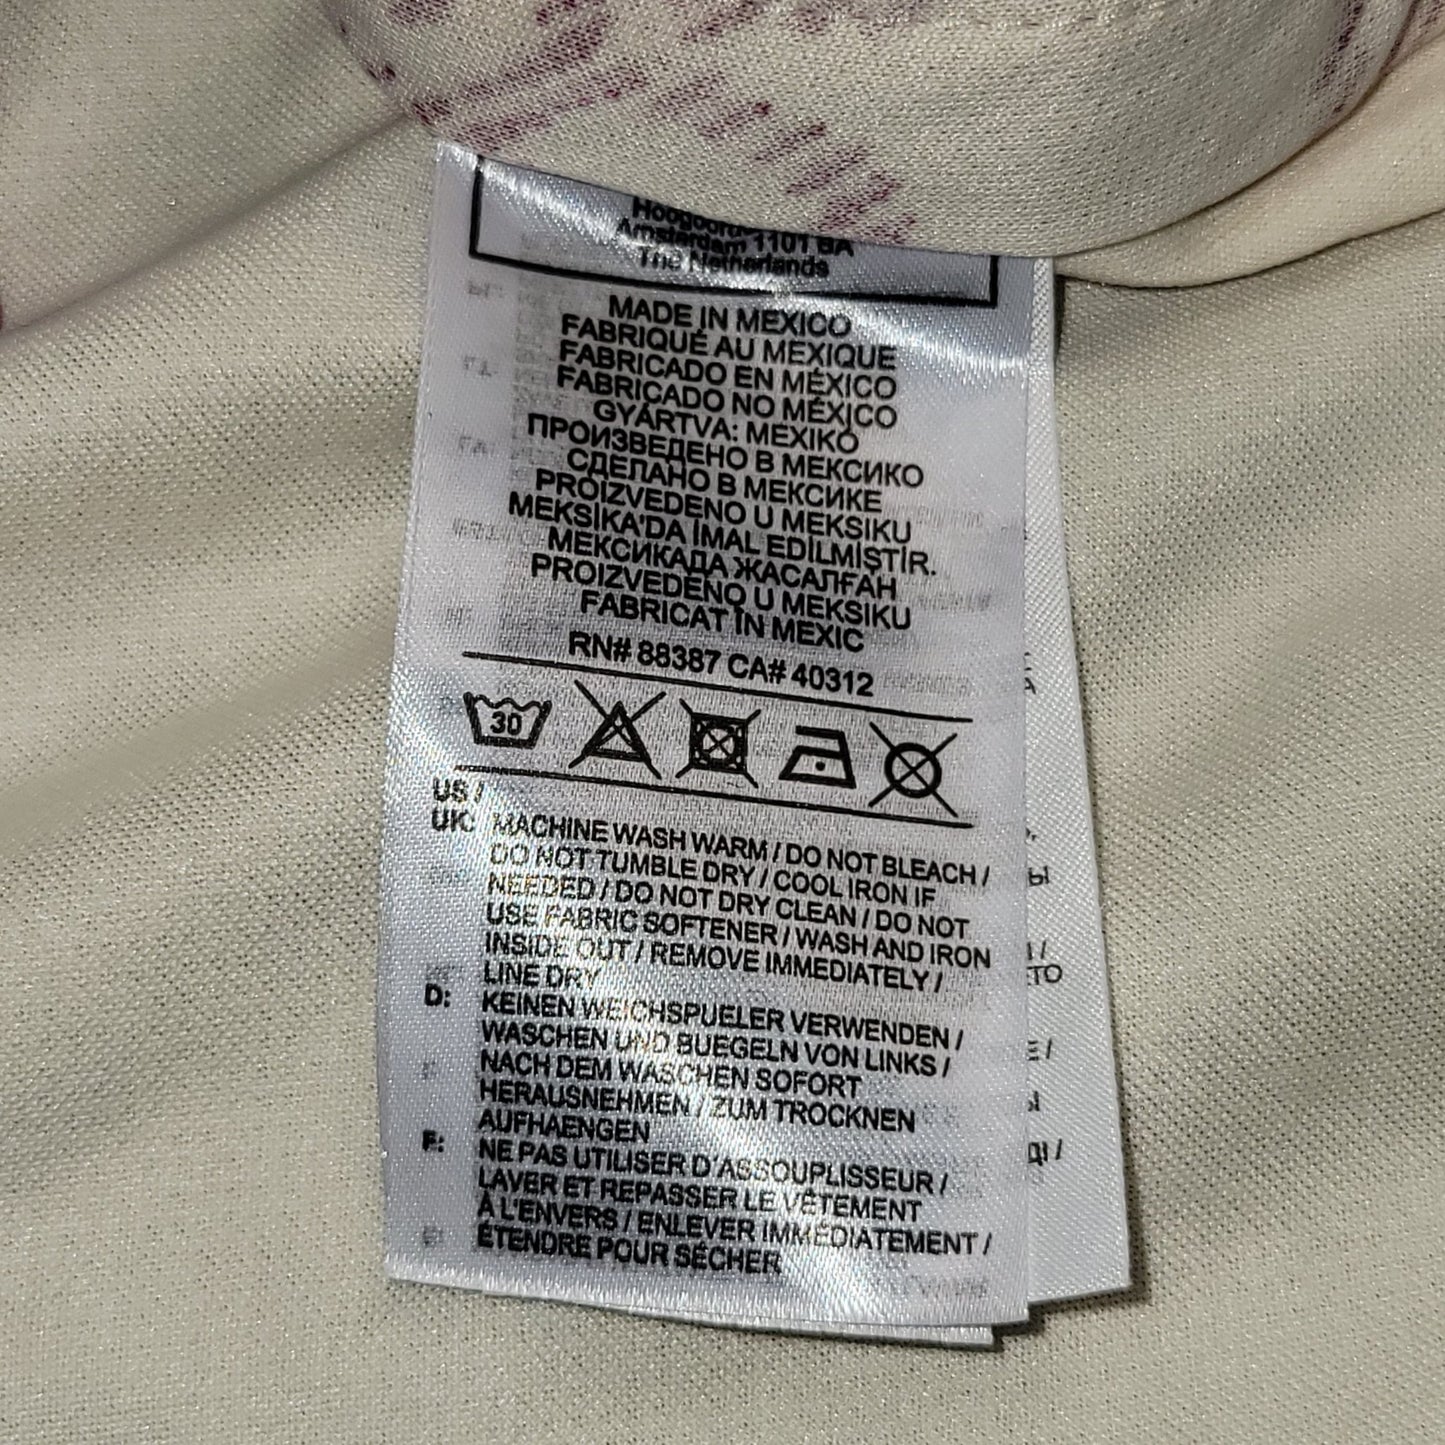 Amsterdam 1101 BA
The Netherlands
MADE IN MEXICO
FABRIQUÉ AU MEXIQUE
FABRICADO EN MÉXICO
FABRICADO NO MÉXICO
GYÁRTVA: MEXIKÓ
ПРОИЗВЕДЕНО В МЕКСИКО
СДЕЛАНО В МЕКСИКЕ
PROIZVEDENO U MEKSIKU
MEKSİKA'DA İMAL EDİLMİŞTİR.
МЕКСИКАДА ЖАСАЛҒАН
PROIZVEDENO U MEKSIKU
FABRICAT ÎN MEXIC
RN# 88387 CA# 40312
30
US /
UK: MACHINE WASH WARM / DO NOT BLEACH /
DO NOT TUMBLE DRY / COOL IRON IF
NEEDED / DO NOT DRY CLEAN / DO NOT
USE FABRIC SOFTENER / WASH AND IRON
INSIDE OUT / REMOVE IMMEDIATELY /
LINE DRY
D: KEINEN WEICHSPUELER VERWENDEN /
WASCHEN UND BUEGELN VON LINKS /
NACH DEM WASCHEN SOFORT
HERAUSNEHMEN / ZUM TROCKNEN
AUFHAENGEN
F: NE PAS UTILISER D'ASSOUPLISSEUR /
LAVER ET REPASSER LE VÊTEMENT
À L'ENVERS / ENLEVER IMMÉDIATEMENT /
ÉTENDRE POUR SÉCHER